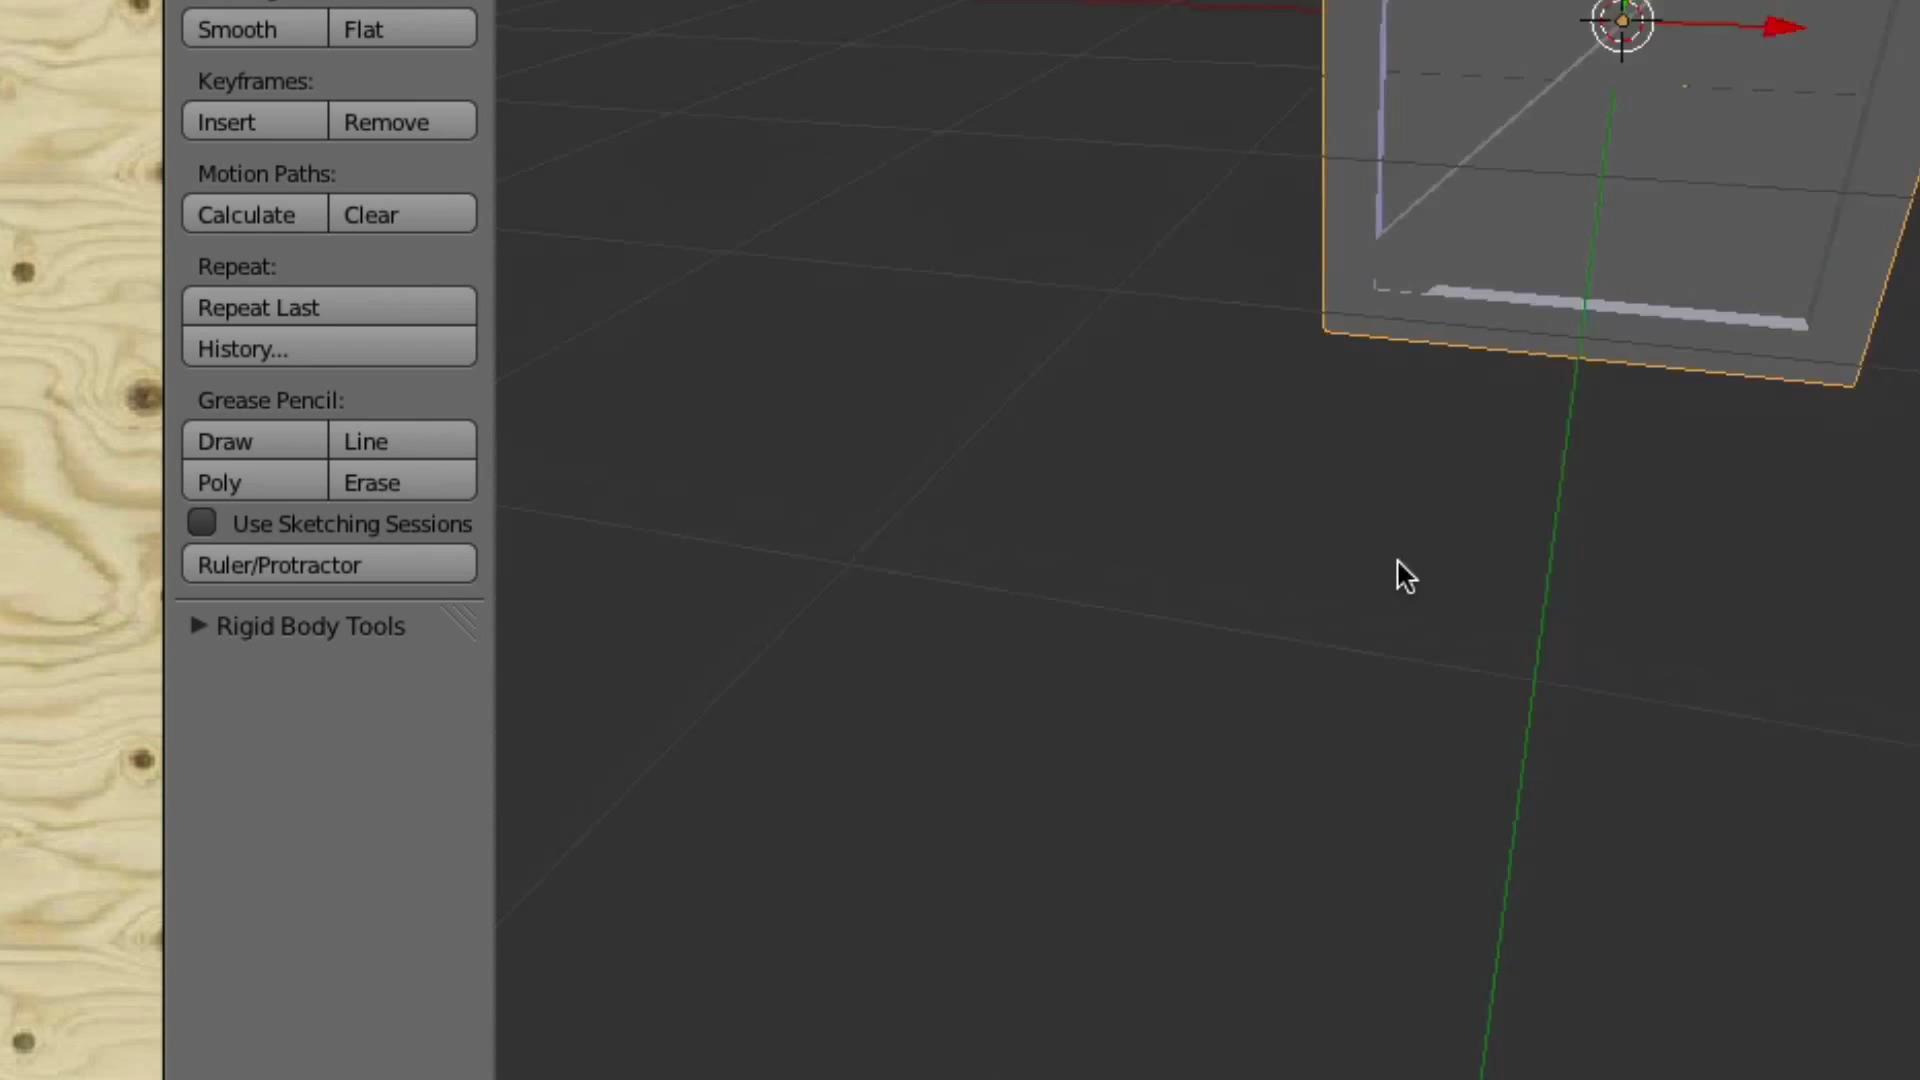 Smooth Flat
Keyframes:
Insert Remove
Motion Paths:
Calculate Clear
Repeat:
Repeat Last
History...
Grease Pencil:
Draw Line
Poly Erase
Use Sketching Sessions
Ruler/Protractor
Rigid Body Tools